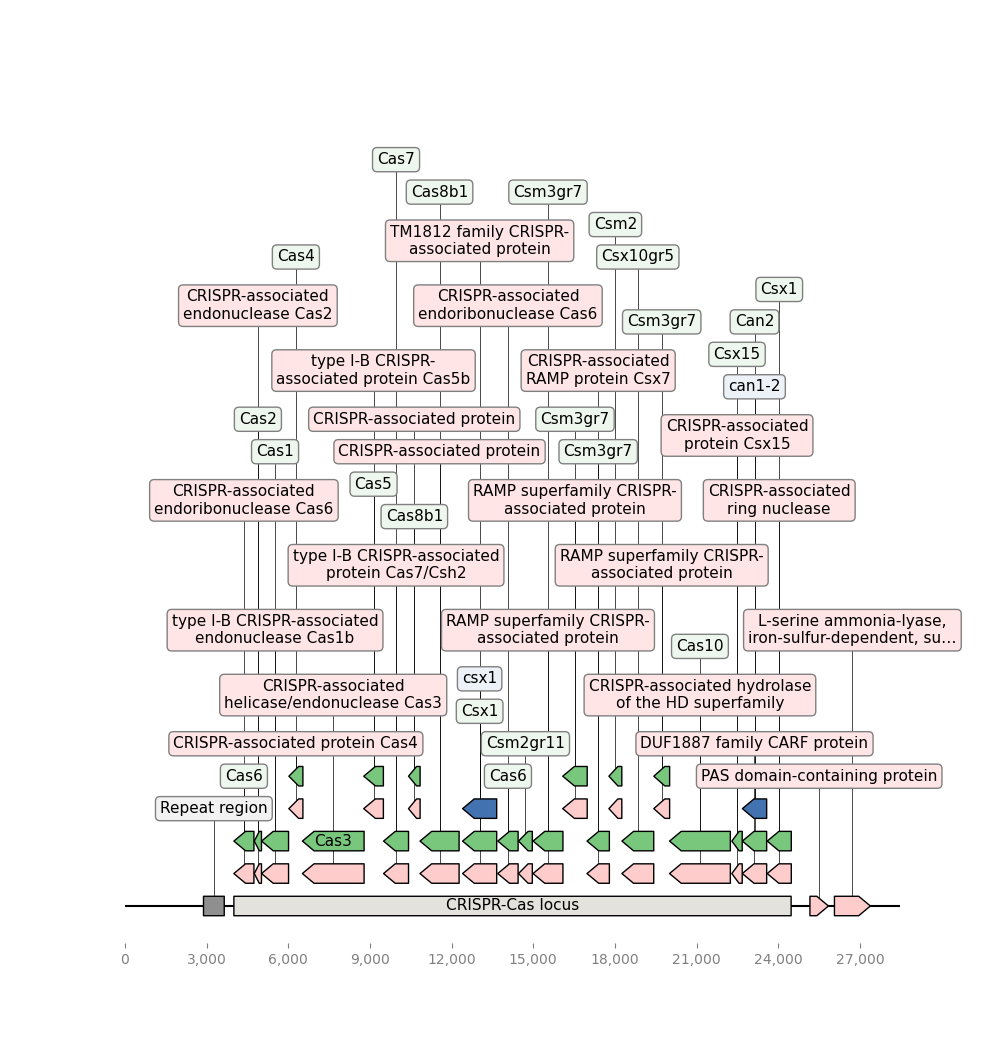 Cas7
Cas8b1
Csm3gr7
Csm2
TM1812 family CRISPR-
associated protein
Cas4
Csx10gr5
Csx1
CRISPR-associated
endonuclease Cas2
CRISPR-associated
endoribonuclease Cas6
Csm3gr7
Can2
Csx15
type I-B CRISPR-
associated protein Cas5b
CRISPR-associated
RAMP protein Csx7
can1-2
Cas2
CRISPR-associated protein
Csm3gr7
CRISPR-associated
protein Csx15
Cas1
CRISPR-associated protein
Csm3gr7
Cas5
CRISPR-associated
endoribonuclease Cas6
RAMP superfamily CRISPR-
associated protein
CRISPR-associated
ring nuclease
Cas8b1
type I-B CRISPR-associated
protein Cas7/Csh2
RAMP superfamily CRISPR-
associated protein
type I-B CRISPR-associated
endonuclease Cas1b
RAMP superfamily CRISPR-
associated protein
L-serine ammonia-lyase,
iron-sulfur-dependent, su...
Cas10
csx1
CRISPR-associated
helicase/endonuclease Cas3
CRISPR-associated hydrolase
of the HD superfamily
Csx1
CRISPR-associated protein Cas4
Csm2gr11
DUF1887 family CARF protein
Cas6
Cas6
PAS domain-containing protein
Repeat region
Cas3
CRISPR-Cas locus
0 3,000 6,000 9,000 12,000 15,000 18,000 21,000 24,000 27,000